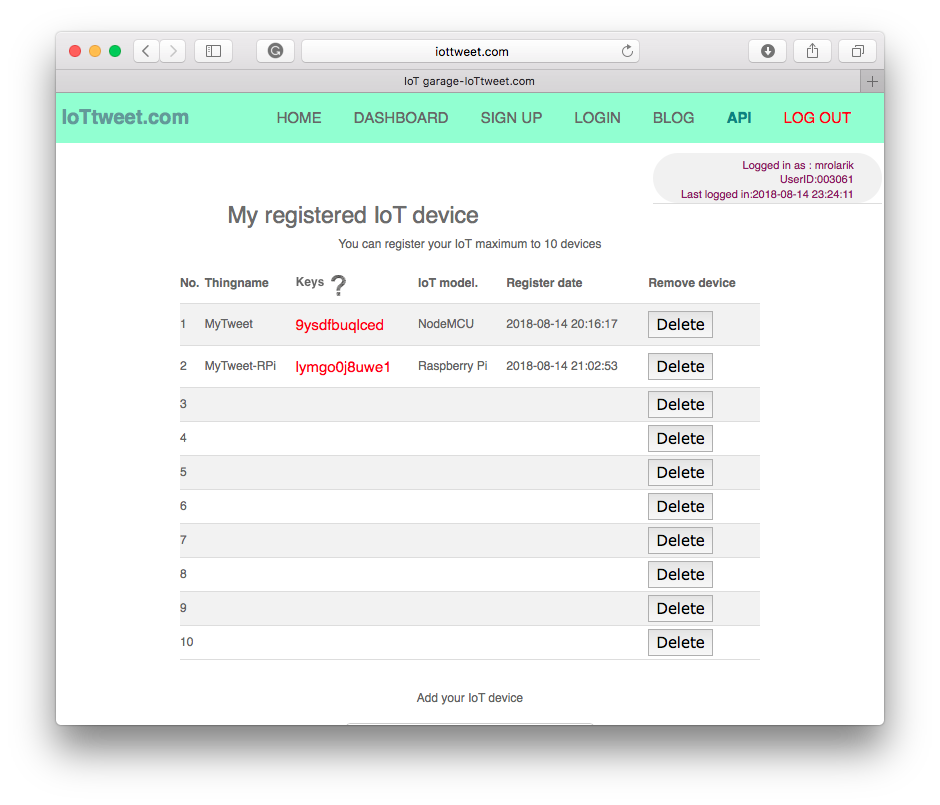 iottweet.com
IoT garage-IoTtweet.com
IoTtweet.com HOME DASHBOARD SIGN UP LOGIN BLOG API LOG OUT
Logged in as : mrolarik
UserID:003061
Last logged in:2018-08-14 23:24:11
My registered IoT device
You can register your IoT maximum to 10 devices
No. Thingname Keys ? IoT model. Register date Remove device
1 MyTweet 9ysdfbuqlced NodeMCU 2018-08-14 20:16:17 Delete
2 MyTweet-RPi lymgo0j8uwe1 Raspberry Pi 2018-08-14 21:02:53 Delete
3 Delete
4 Delete
5 Delete
6 Delete
7 Delete
8 Delete
9 Delete
10 Delete
Add your IoT device